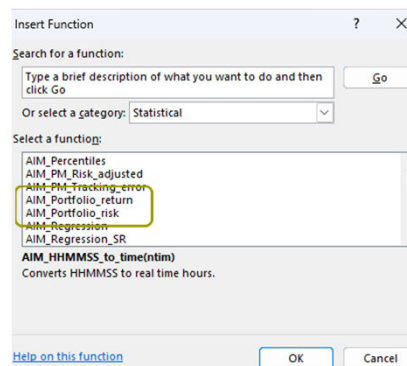 Insert Function ? ×
Search for a function:
Type a brief description of what you want to do and then
click Go
Go
Or select a category: Statistical
Select a function:
AIM_Percentiles
AIM_PM_Risk_adjusted
AIM_PM_Tracking_error
AIM_Portfolio_return
AIM_Portfolio_risk
AIM_Regression
AIM_Regression_SR
AIM_HHMMSS_to_time(ntim)
Converts HHMMSS to real time hours.
Help on this function
OK
Cancel